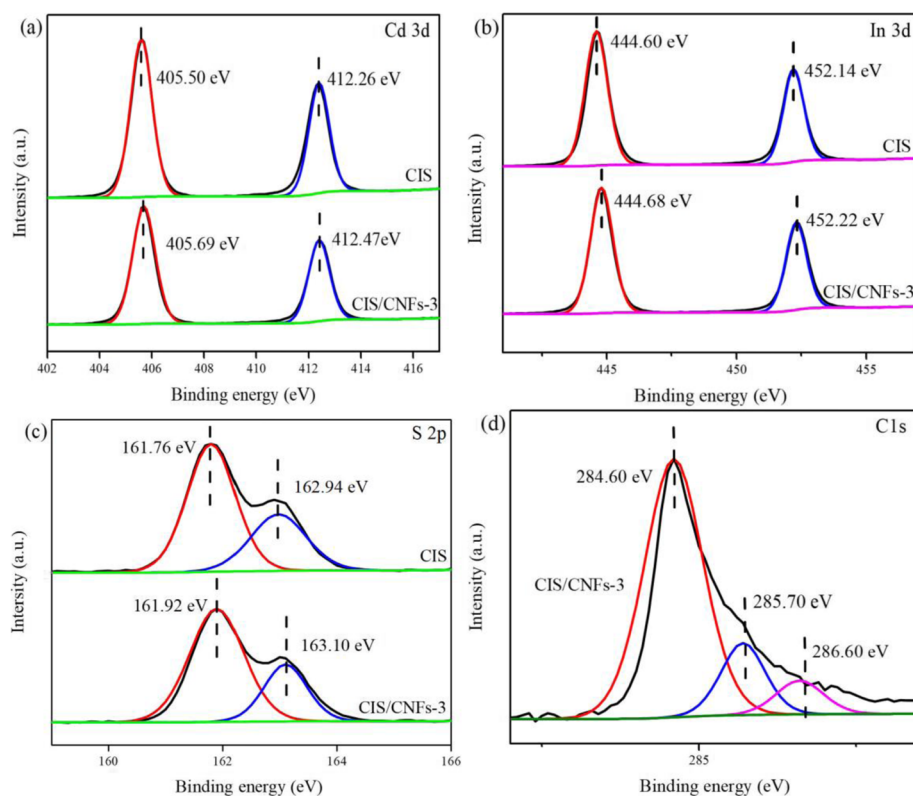 (a)
Cd 3d
405.50 eV
412.26 eV
CIS
405.69 eV
412.47eV
CIS/CNFs-3
Intensity (a.u.)
402 404 406 408 410 412 414 416
Binding energy (eV)
(b)
In 3d
444.60 eV
452.14 eV
CIS
444.68 eV
452.22 eV
CIS/CNFs-3
Intensity (a.u.)
445 450 455
Binding energy (eV)
(c)
S 2p
161.76 eV
162.94 eV
CIS
161.92 eV
163.10 eV
CIS/CNFs-3
Intersity (a.u.)
160 162 164 166
Binding energy (eV)
(d)
C1s
284.60 eV
CIS/CNFs-3
285.70 eV
286.60 eV
Intensity (a.u.)
285
Binding energy (eV)